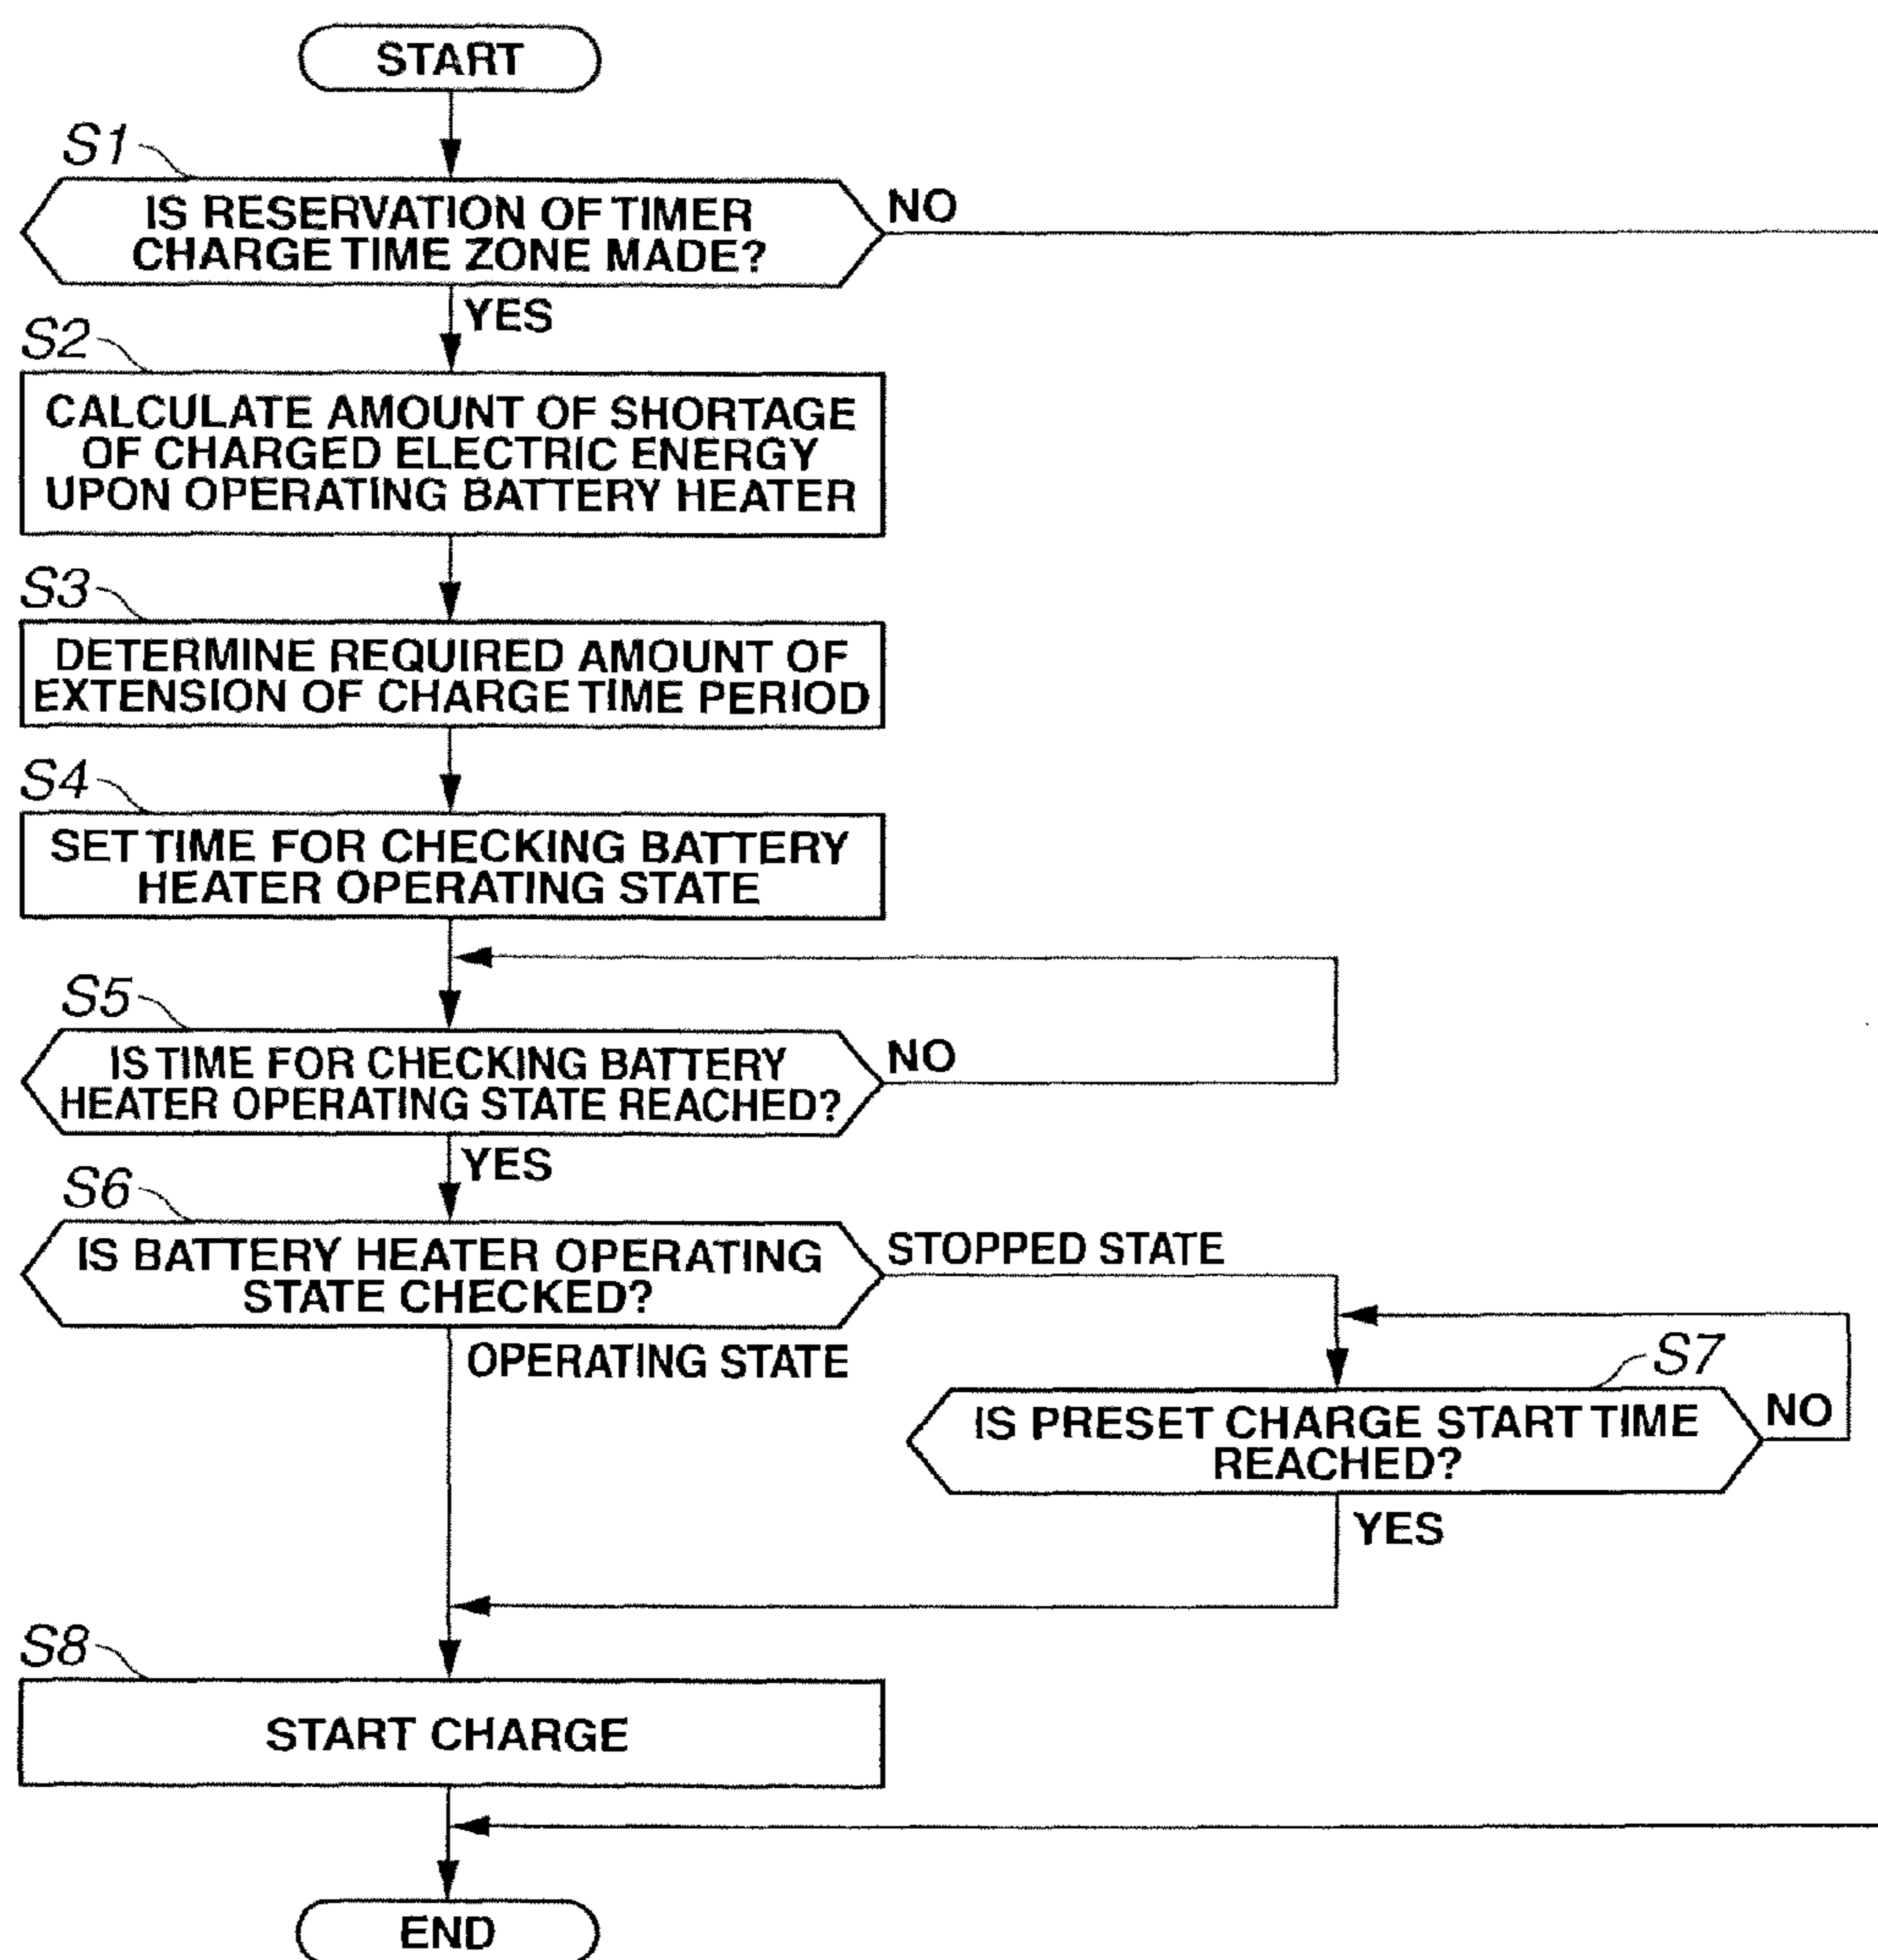 START
S1
IS RESERVATION OF TIMER
CHARGE TIME ZONE MADE?
NO
YES
S2
CALCULATE AMOUNT OF SHORTAGE
OF CHARGED ELECTRIC ENERGY
UPON OPERATING BATTERY HEATER
S3
DETERMINE REQUIRED AMOUNT OF
EXTENSION OF CHARGE TIME PERIOD
S4
SET TIME FOR CHECKING BATTERY
HEATER OPERATING STATE
S5
IS TIME FOR CHECKING BATTERY
HEATER OPERATING STATE REACHED?
NO
YES
S6
IS BATTERY HEATER OPERATING
STATE CHECKED?
STOPPED STATE
OPERATING STATE
S7
IS PRESET CHARGE START TIME
REACHED?
NO
YES
S8
START CHARGE
END